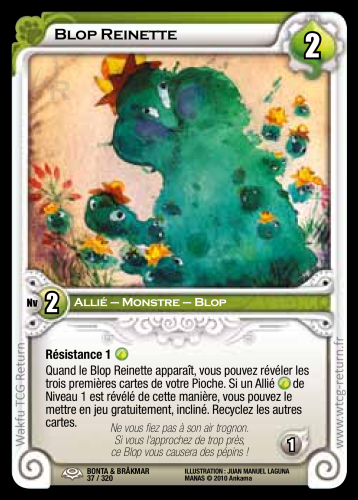 BLOP REINETTE
2
Nv 2
ALLIÉ – MONSTRE – BLOP
Résistance 1
Quand le Blop Reinette apparaît, vous pouvez révéler les
trois premières cartes de votre Pioche. Si un Allié de
Niveau 1 est révélé de cette manière, vous pouvez le
mettre en jeu gratuitement, incliné. Recyclez les autres
cartes.
Ne vous fiez pas à son air trognon.
Si vous l'approchez de trop près,
ce Blop vous causera des pépins !
1
BONTA & BRÂKMAR
37 / 320
ILLUSTRATION : JUAN MANUEL LAGUNA
MANAS © 2010 Ankama
Wakfu TCG Return
www.wtcg-return.fr